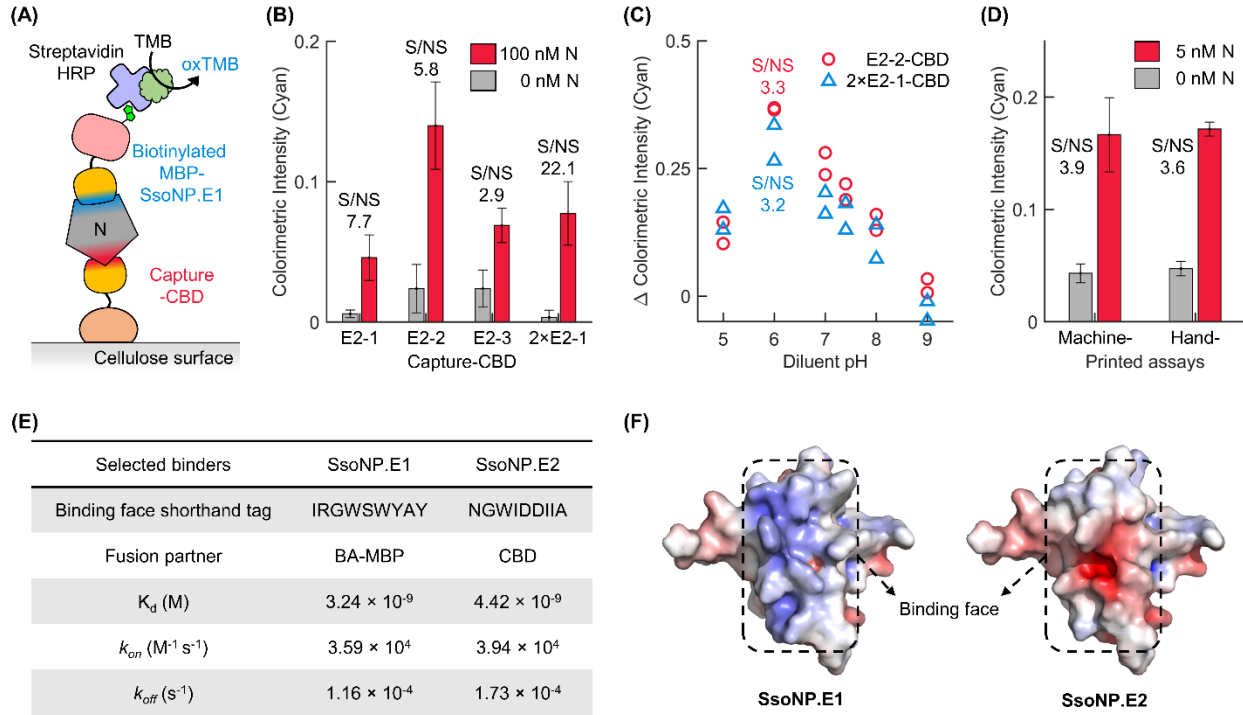 (A)
TMB
Streptavidin
HRP
oxTMB
Biotinylated
MBP-
SsoNP.E1
N
Capture
-CBD
Cellulose surface
(B)
Colorimetric Intensity (Cyan)
0.2
0.1
0
100 nM N
0 nM N
S/NS
7.7
S/NS
5.8
S/NS
2.9
S/NS
22.1
E2-1
E2-2
E2-3
2×E2-1
Capture-CBD
(C)
Δ Colorimetric Intensity (Cyan)
0.5
0.25
0
E2-2-CBD
2×E2-1-CBD
S/NS
3.3
S/NS
3.2
5
6
7
8
9
Diluent pH
(D)
Colorimetric Intensity (Cyan)
0.2
0.1
0
5 nM N
0 nM N
S/NS
3.9
S/NS
3.6
Machine-
Hand-
Printed assays
(E)
Selected binders SsoNP.E1 SsoNP.E2
Binding face shorthand tag IRGWSWYAY NGWIDDIIA
Fusion partner BA-MBP CBD
Kd (M) 3.24 × 10⁻⁹ 4.42 × 10⁻⁹
kon (M⁻¹ s⁻¹) 3.59 × 10⁴ 3.94 × 10⁴
koff (s⁻¹) 1.16 × 10⁻⁴ 1.73 × 10⁻⁴
(F)
Binding face
SsoNP.E1
SsoNP.E2